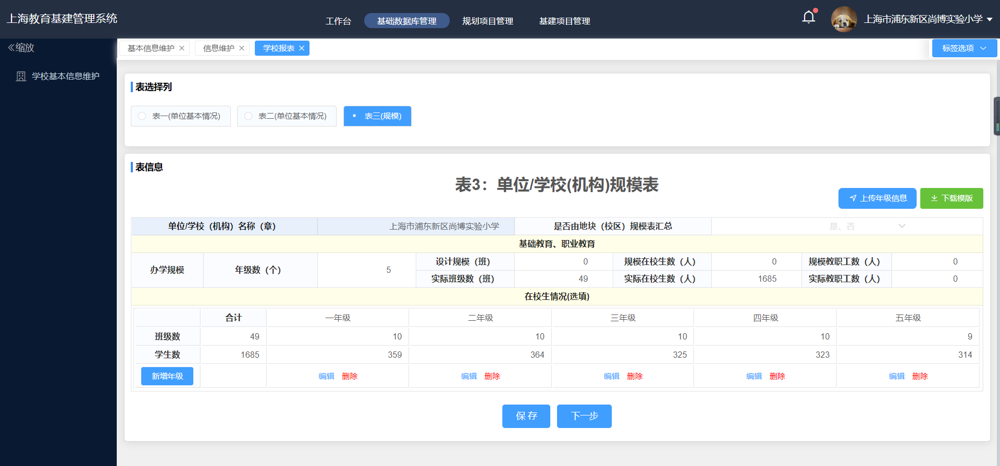 上海教育基建管理系统
工作台 基础数据库管理 规划项目管理 基建项目管理
上海市浦东新区尚博实验小学
缩放
学校基本信息维护
基本信息维护 信息维护 学校报表 标签选项
表选择列
表一(单位基本情况) 表二(单位基本情况) 表三(规模)
表信息
表3：单位/学校(机构)规模表
上传年级信息 下载模版
单位/学校（机构）名称（章） 上海市浦东新区尚博实验小学 是否由地块（校区）规模表汇总 是、否
基础教育、职业教育
办学规模 年级数（个） 5 设计规模（班） 0 规模在校生数（人） 0 规模教职工数（人） 0
实际班级数（班） 49 实际在校生数（人） 1685 实际教职工数（人） 0
在校生情况(选填)
合计 一年级 二年级 三年级 四年级 五年级
班级数 49 10 10 10 10 9
学生数 1685 359 364 325 323 314
新增年级 编辑 删除 编辑 删除 编辑 删除 编辑 删除 编辑 删除
保存 下一步